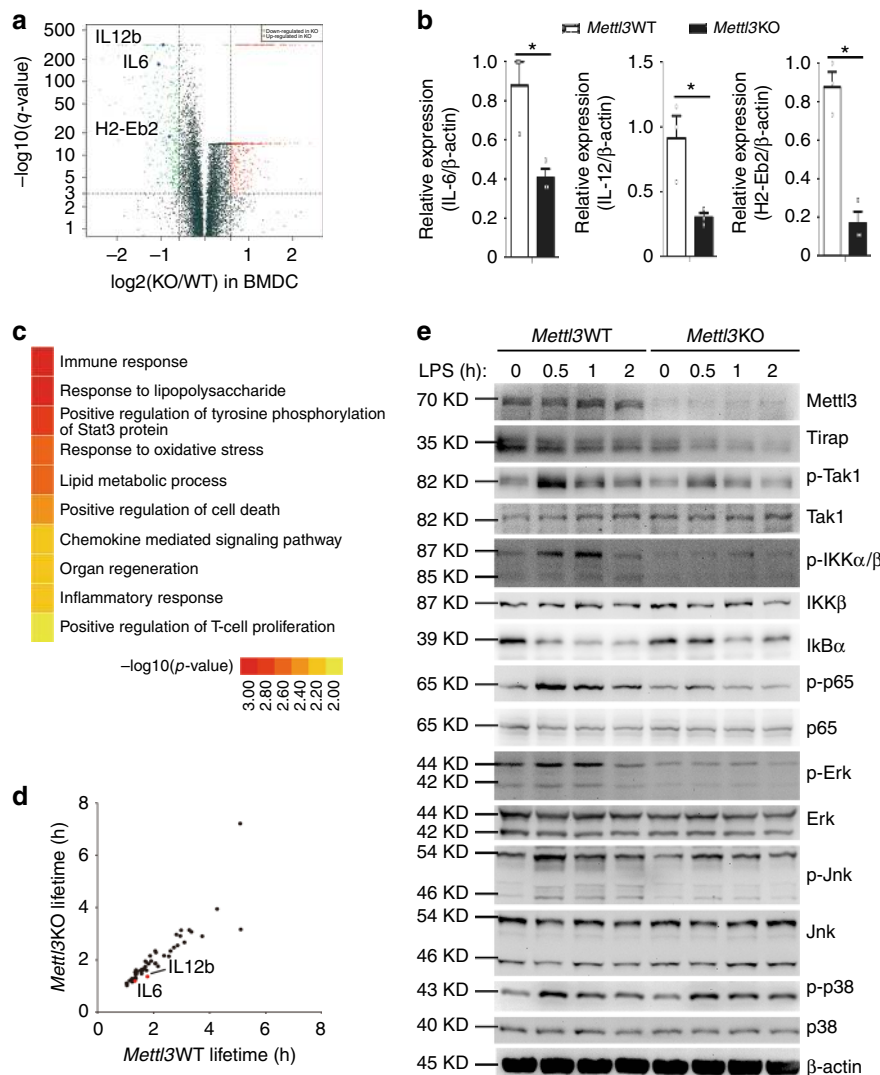 a
Down-regulated in KO
Up-regulated in KO
IL12b
IL6
H2-Eb2
–log10(q-value)
500
200
100
50
20
10
5
3
2
1
–2
–1
0
1
2
log2(KO/WT) in BMDC
b
Mettl3WT
Mettl3KO
Relative expression
(IL-6/β-actin)
1.0
0.8
0.6
0.4
0.2
0
*
Relative expression
(IL-12/β-actin)
1.5
1.0
0.5
0
*
Relative expression
(H2-Eb2/β-actin)
1.0
0.8
0.6
0.4
0.2
0
*
c
Immune response
Response to lipopolysaccharide
Positive regulation of tyrosine phosphorylation
of Stat3 protein
Response to oxidative stress
Lipid metabolic process
Positive regulation of cell death
Chemokine mediated signaling pathway
Organ regeneration
Inflammatory response
Positive regulation of T-cell proliferation
–log10(p-value)
3.00
2.80
2.60
2.40
2.20
2.00
d
Mettl3KO lifetime (h)
8
6
4
2
0
IL12b
IL6
0
2
4
6
8
Mettl3WT lifetime (h)
e
Mettl3WT
Mettl3KO
LPS (h): 0 0.5 1 2 0 0.5 1 2
70 KD Mettl3
35 KD Tirap
82 KD p-Tak1
82 KD Tak1
87 KD p-IKKα/β
85 KD
87 KD IKKβ
39 KD IkBα
65 KD p-p65
65 KD p65
44 KD p-Erk
42 KD
44 KD Erk
42 KD
54 KD p-Jnk
46 KD
54 KD Jnk
46 KD
43 KD p-p38
40 KD p38
45 KD β-actin